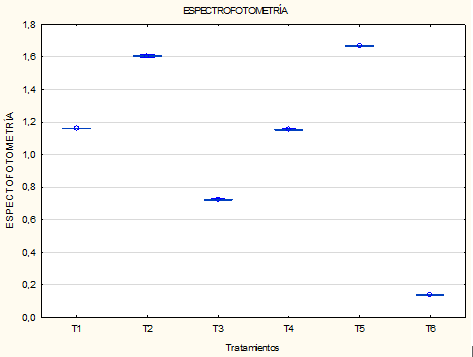 ESPECTROFOTOMETRÍA
1,8
1,6
1,4
1,2
1,0
0,8
0,6
0,4
0,2
0,0
ESPECTOFOTOMETRÍA
T1 T2 T3 T4 T5 T6
Tratamientos